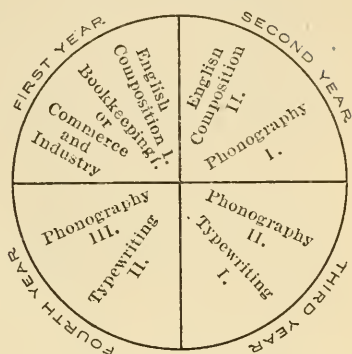 FIRST YEAR
English
Composition I.
Bookkeeping I.
or
Commerce
and
Industry
SECOND YEAR
English
Composition
II.
Phonography
I.
THIRD YEAR
Phonography
II.
Typewriting
I.
FOURTH YEAR
Phonography
III.
Typewriting
II.